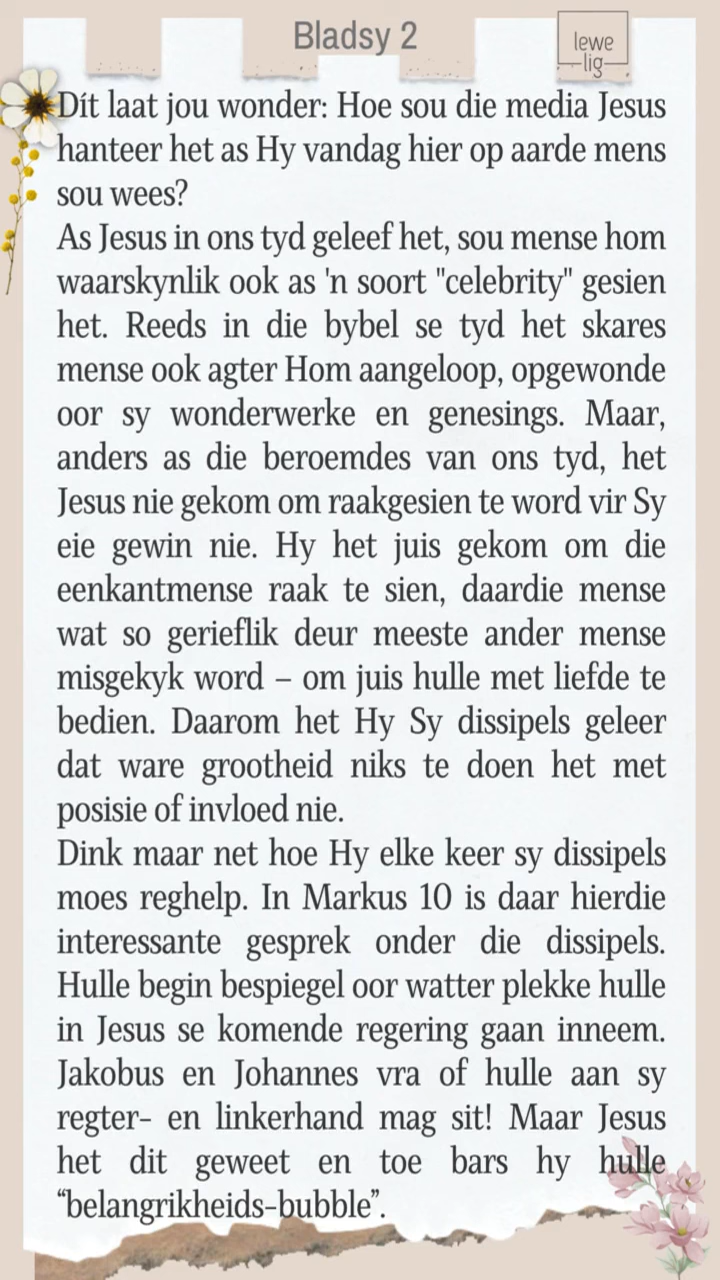 Bladsy 2
lewe
lig
Dít laat jou wonder: Hoe sou die media Jesus
hanteer het as Hy vandag hier op aarde mens
sou wees?
As Jesus in ons tyd geleef het, sou mense hom
waarskynlik ook as 'n soort "celebrity" gesien
het. Reeds in die bybel se tyd het skares
mense ook agter Hom aangeloop, opgewonde
oor sy wonderwerke en genesings. Maar,
anders as die beroemdes van ons tyd, het
Jesus nie gekom om raakgesien te word vir Sy
eie gewin nie. Hy het juis gekom om die
eenkantmense raak te sien, daardie mense
wat so gerieflik deur meeste ander mense
misgekyk word – om juis hulle met liefde te
bedien. Daarom het Hy Sy dissipels geleer
dat ware grootheid niks te doen het met
posisie of invloed nie.
Dink maar net hoe Hy elke keer sy dissipels
moes reghelp. In Markus 10 is daar hierdie
interessante gesprek onder die dissipels.
Hulle begin bespiegel oor watter plekke hulle
in Jesus se komende regering gaan inneem.
Jakobus en Johannes vra of hulle aan sy
regter- en linkerhand mag sit! Maar Jesus
het dit geweet en toe bars hy hulle
“belangrikheids-bubble”.